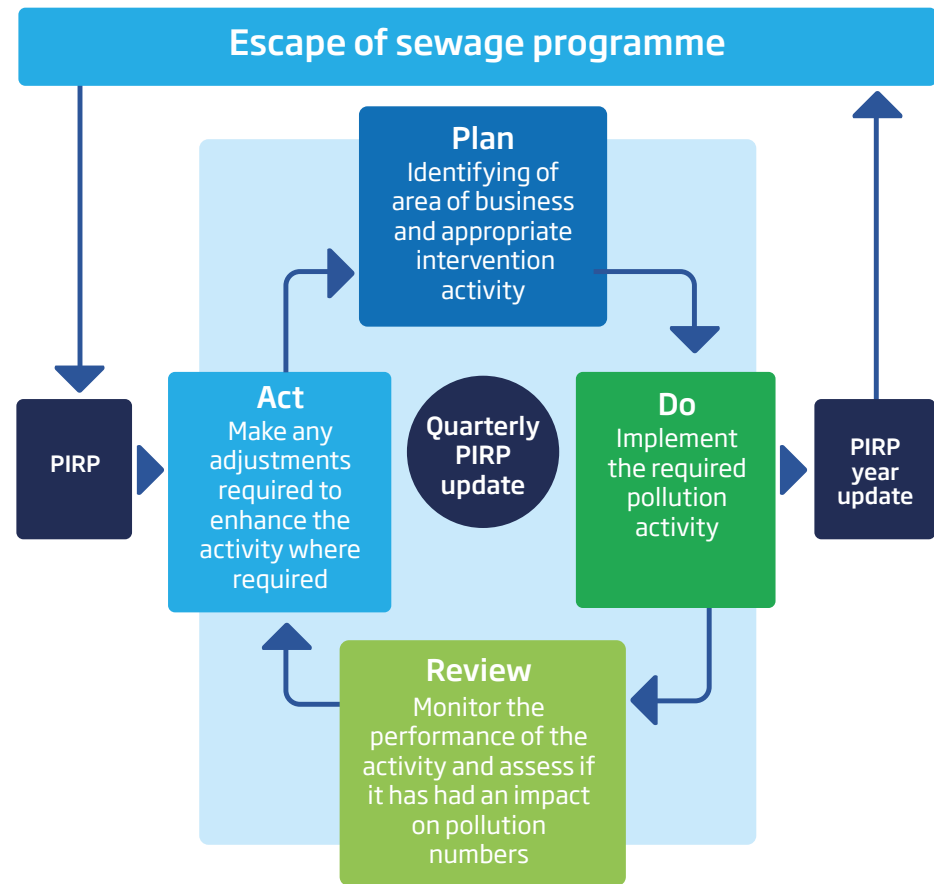 Escape of sewage programme
Plan
Identifying of
area of business
and appropriate
intervention
activity
PIRP
Act
Make any
adjustments
required to
enhance the
activity where
required
Quarterly
PIRP
update
Do
Implement
the required
pollution
activity
PIRP
year
update
Review
Monitor the
performance of the
activity and assess if
it has had an impact
on pollution
numbers